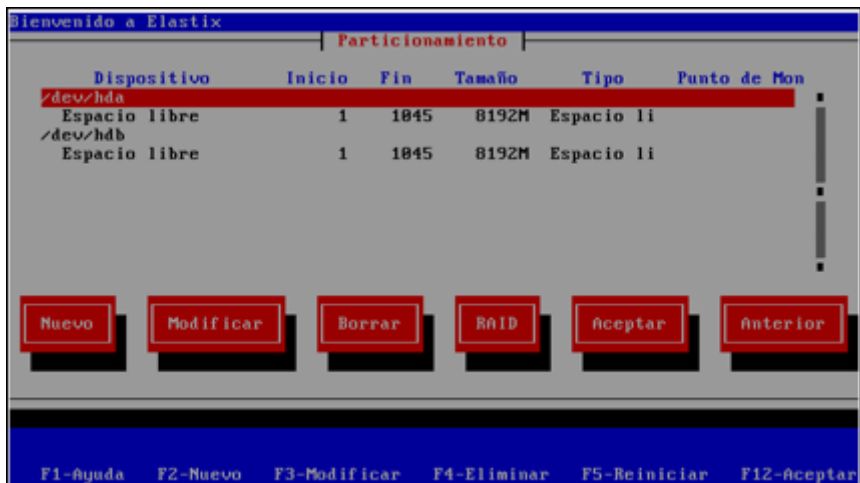 Bienvenido a Elastix
Particionamiento
Dispositivo Inicio Fin Tamaño Tipo Punto de Mon
/dev/hda
Espacio libre 1 1045 8192M Espacio li
/dev/hdb
Espacio libre 1 1045 8192M Espacio li
Nuevo Modificar Borrar RAID Aceptar Anterior
F1-Ayuda F2-Nuevo F3-Modificar F4-Eliminar F5-Reiniciar F12-Aceptar